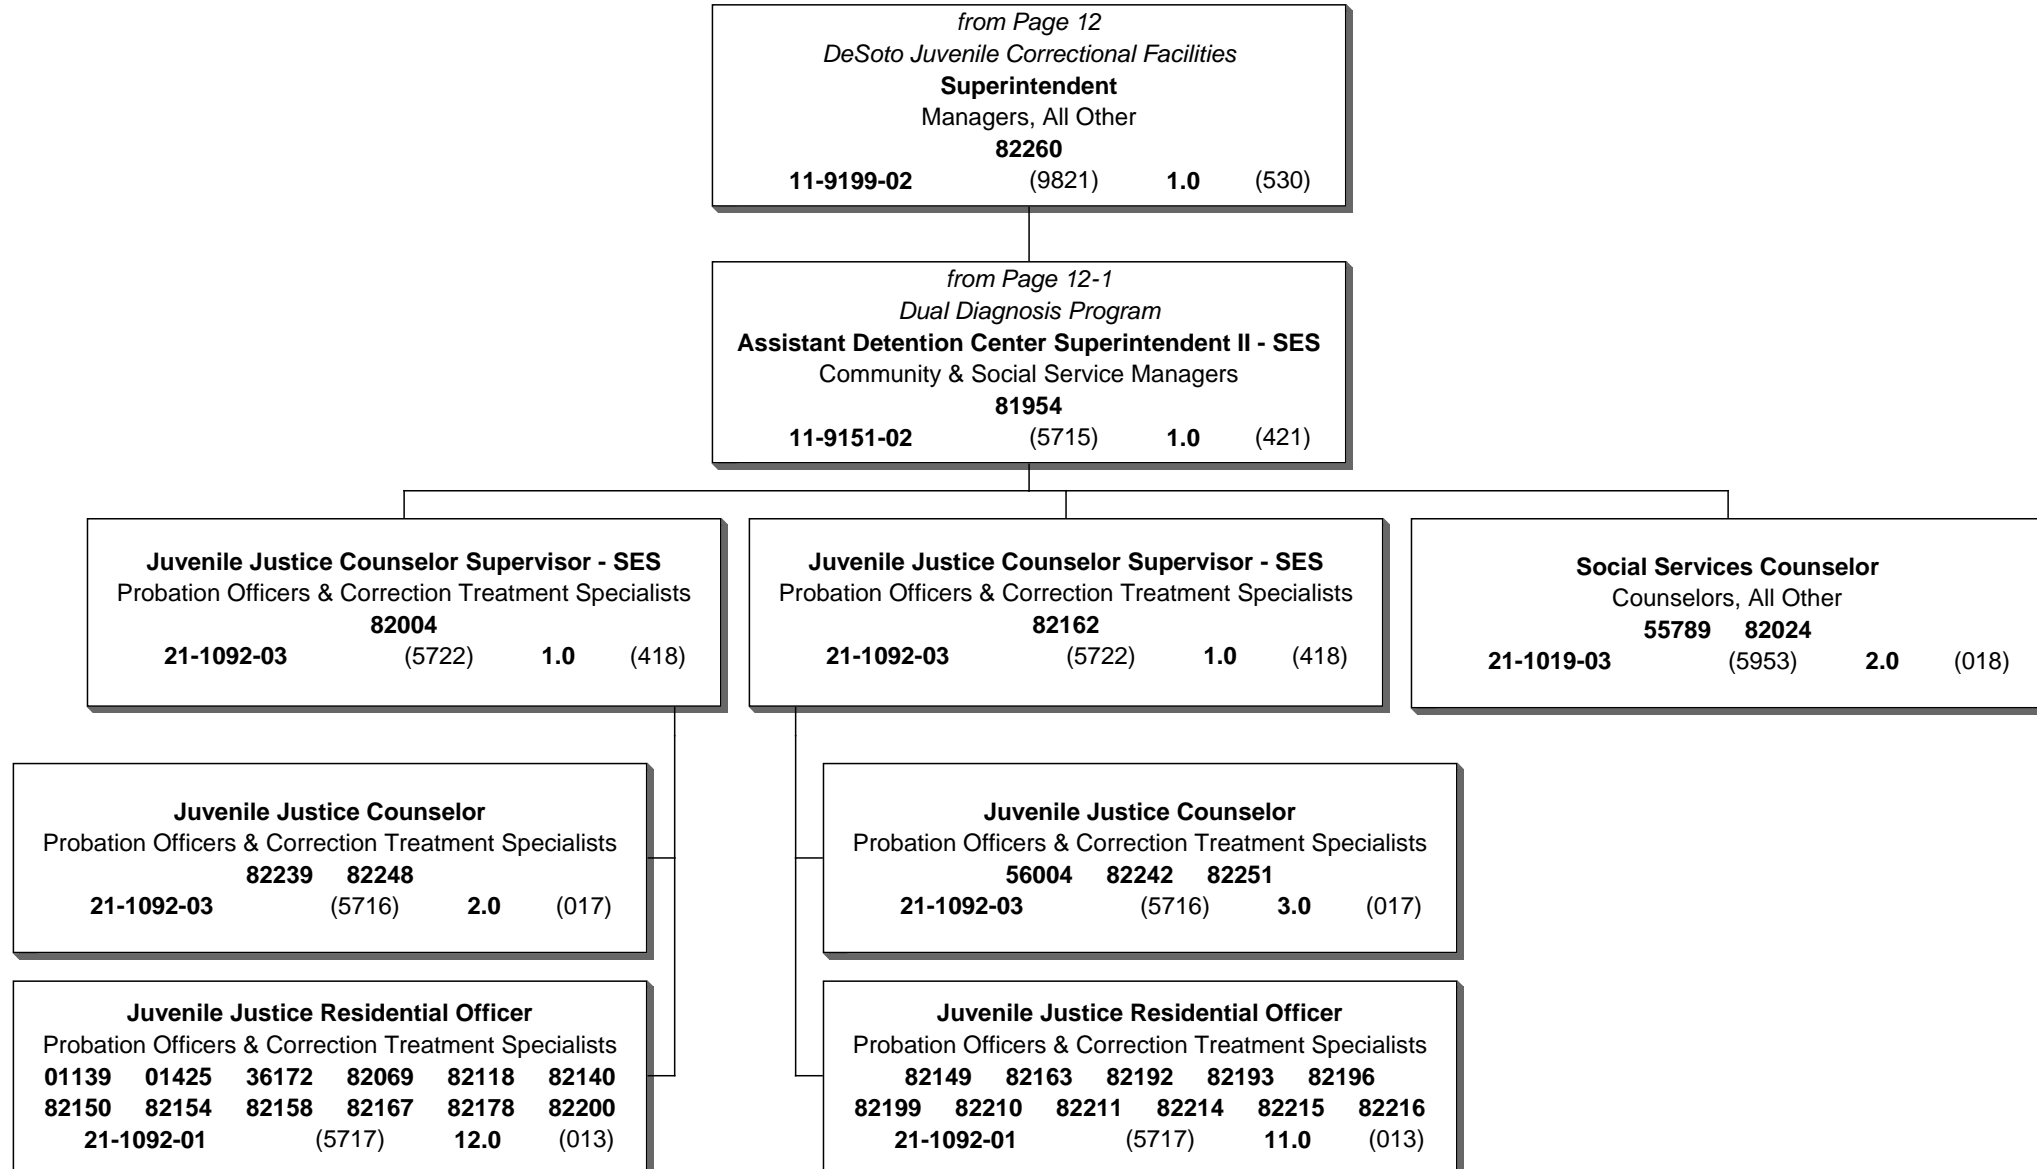 from Page 12
DeSoto Juvenile Correctional Facilities
Superintendent
Managers, All Other
82260
11-9199-02 (9821) 1.0 (530)
from Page 12-1
Dual Diagnosis Program
Assistant Detention Center Superintendent II - SES
Community & Social Service Managers
81954
11-9151-02 (5715) 1.0 (421)
Juvenile Justice Counselor Supervisor - SES
Probation Officers & Correction Treatment Specialists
82004
21-1092-03 (5722) 1.0 (418)
Juvenile Justice Counselor Supervisor - SES
Probation Officers & Correction Treatment Specialists
82162
21-1092-03 (5722) 1.0 (418)
Social Services Counselor
Counselors, All Other
55789 82024
21-1019-03 (5953) 2.0 (018)
Juvenile Justice Counselor
Probation Officers & Correction Treatment Specialists
82239 82248
21-1092-03 (5716) 2.0 (017)
Juvenile Justice Counselor
Probation Officers & Correction Treatment Specialists
56004 82242 82251
21-1092-03 (5716) 3.0 (017)
Juvenile Justice Residential Officer
Probation Officers & Correction Treatment Specialists
01139 01425 36172 82069 82118 82140
82150 82154 82158 82167 82178 82200
21-1092-01 (5717) 12.0 (013)
Juvenile Justice Residential Officer
Probation Officers & Correction Treatment Specialists
82149 82163 82192 82193 82196
82199 82210 82211 82214 82215 82216
21-1092-01 (5717) 11.0 (013)